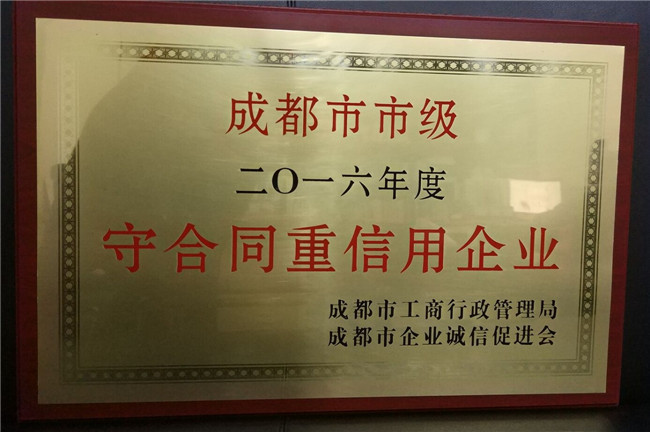 成都市市级
二〇一六年度
守合同重信用企业
成都市工商行政管理局
成都市企业诚信促进会